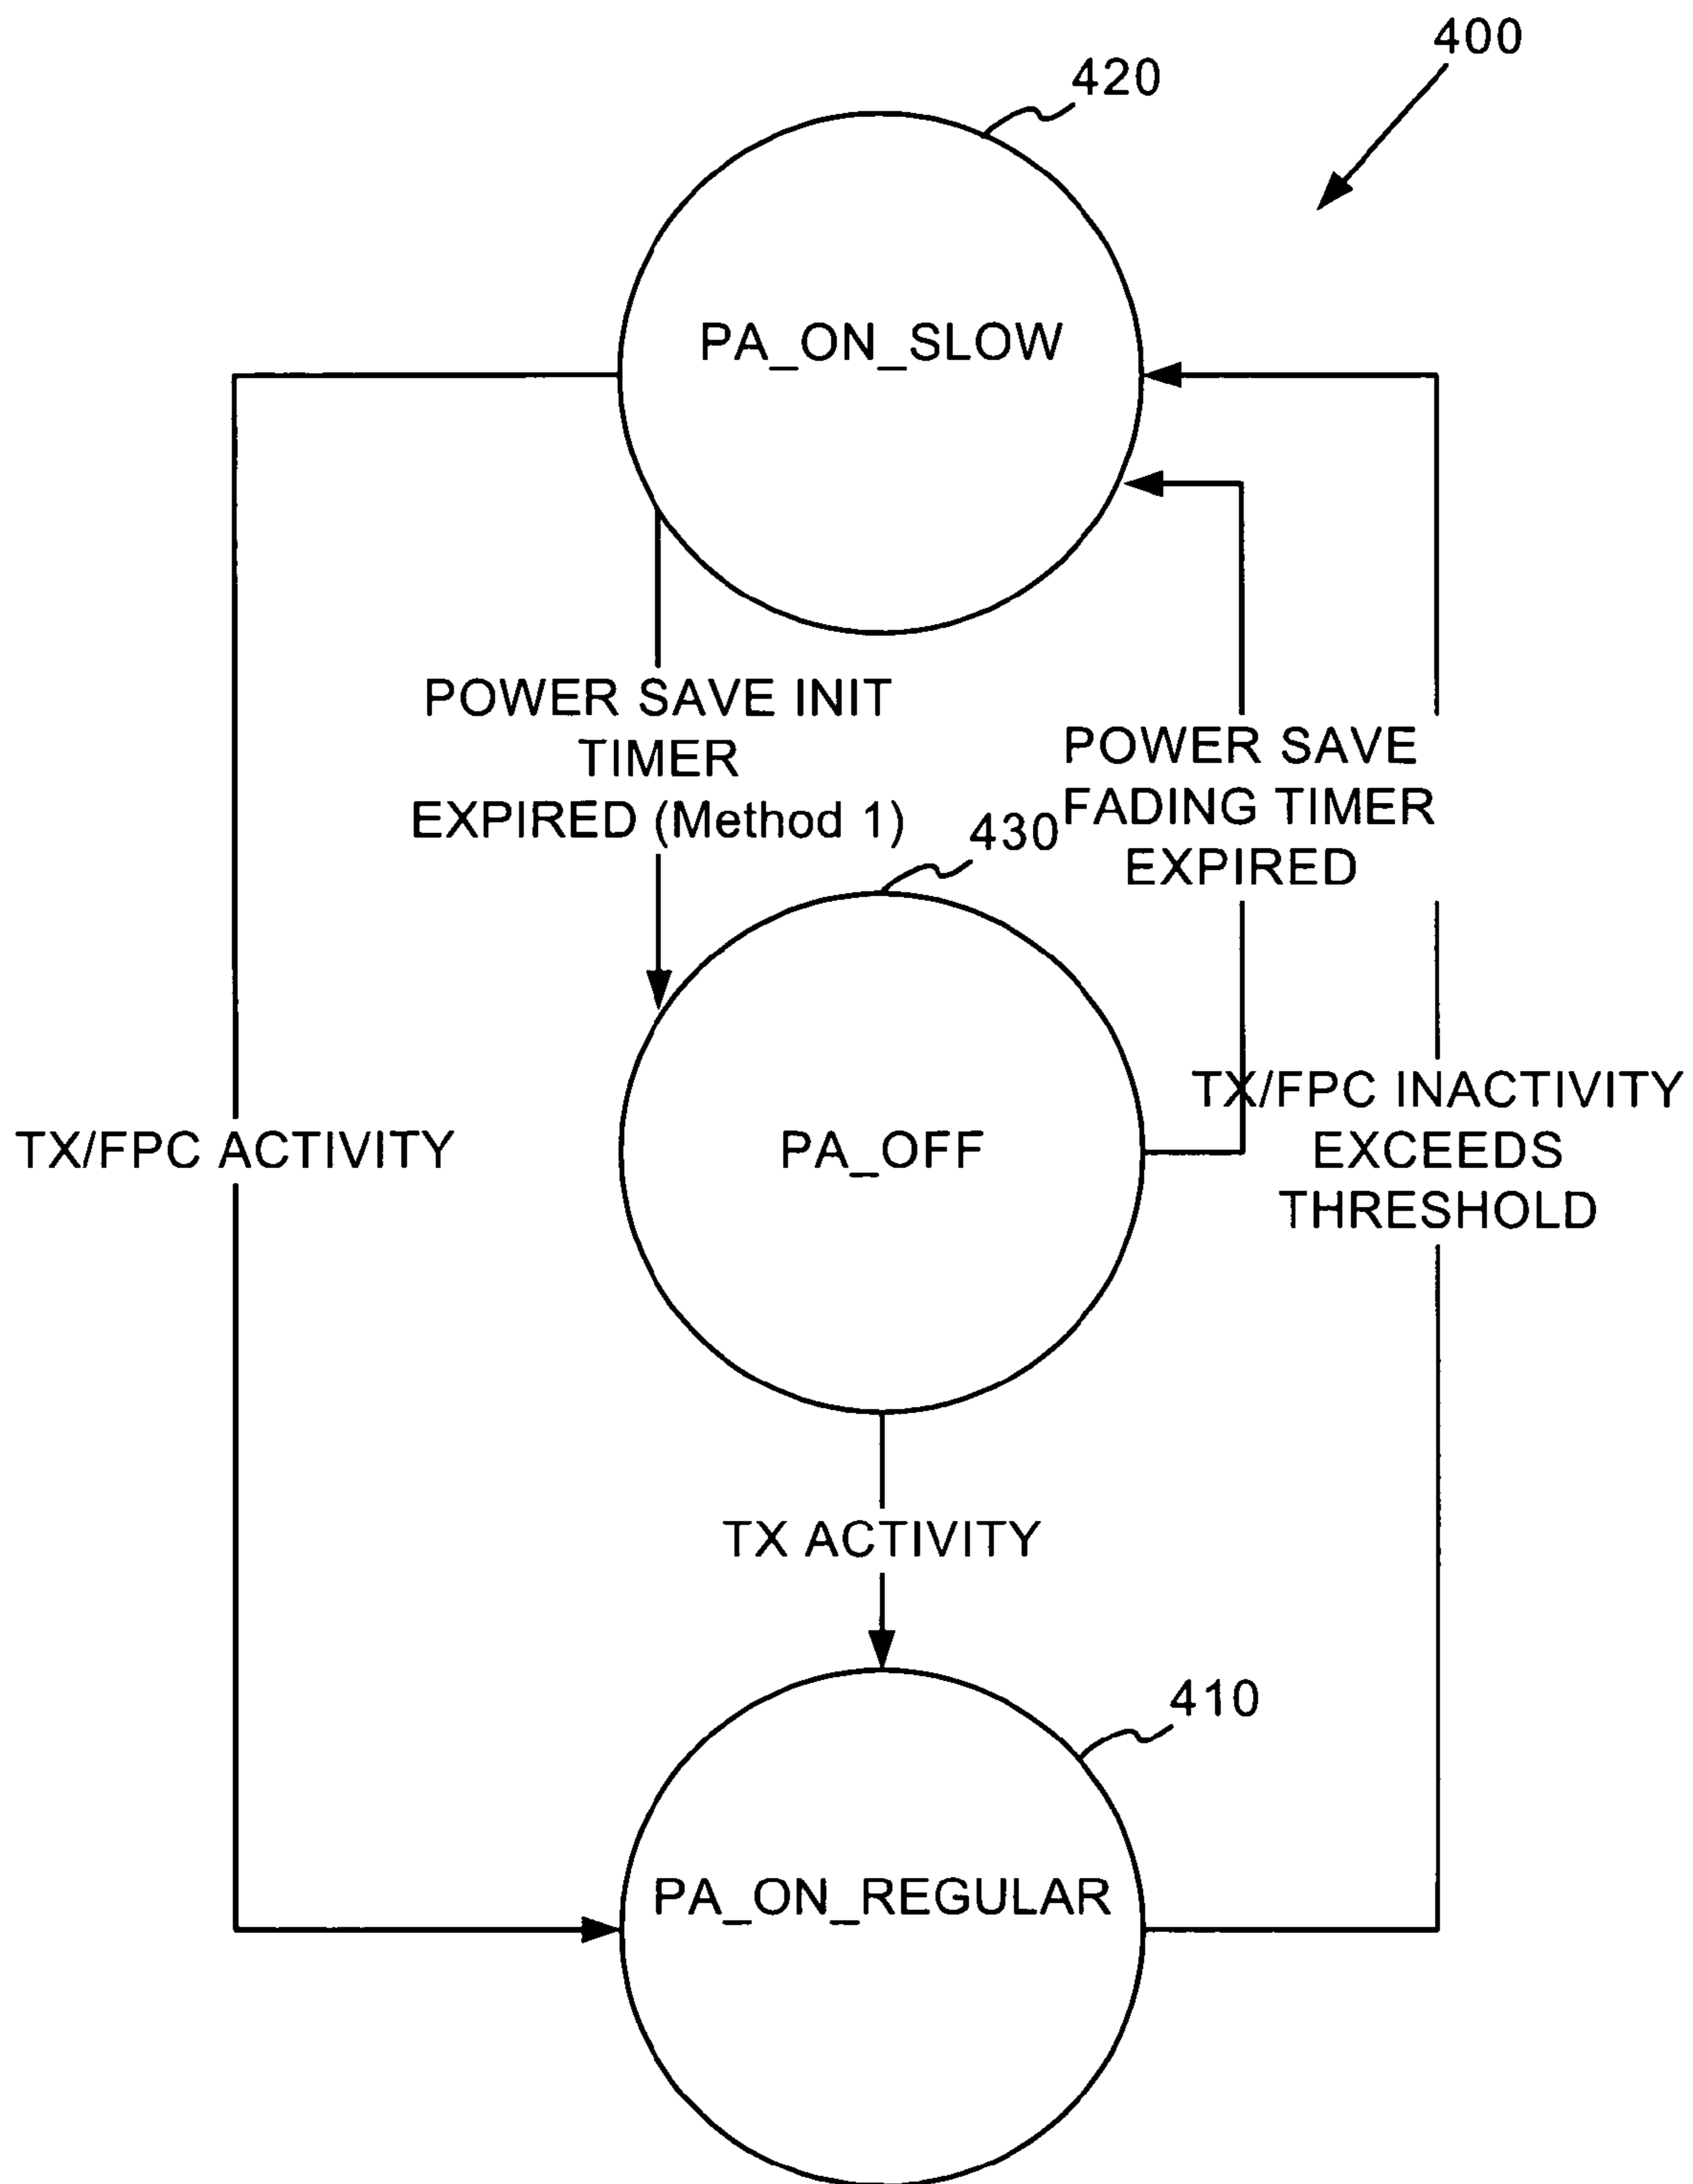 400
420
PA_ON_SLOW
POWER SAVE INIT
TIMER
EXPIRED (Method 1)
POWER SAVE
FADING TIMER
EXPIRED
430
TX/FPC ACTIVITY
PA_OFF
TX/FPC INACTIVITY
EXCEEDS
THRESHOLD
TX ACTIVITY
410
PA_ON_REGULAR